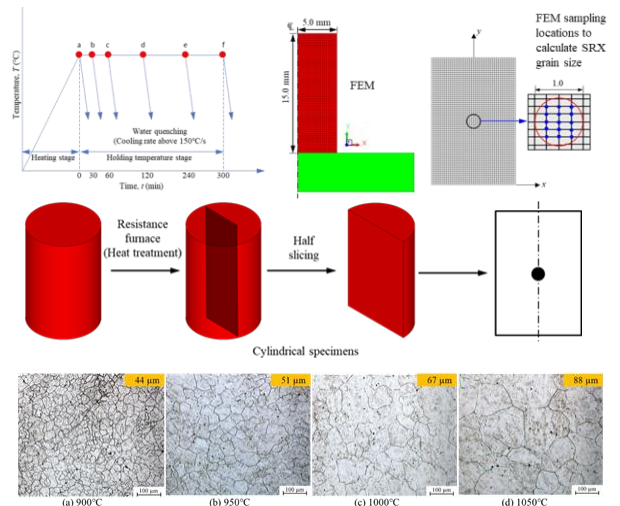 Temperature, T (°C)
a b c d e f
Water quenching
(Cooling rate above 150°C/s
Heating stage
Holding temperature stage
0 30 60 120 240 300
Time, t (min)
℄
5.0 mm
15.0 mm
FEM
Y
X
y
x
FEM sampling
locations to
calculate SRX
grain size
1.0
Resistance
furnace
(Heat treatment)
Half
slicing
Cylindrical specimens
44 μm
51 μm
67 μm
88 μm
100 μm
100 μm
100 μm
100 μm
(a) 900°C
(b) 950°C
(c) 1000°C
(d) 1050°C